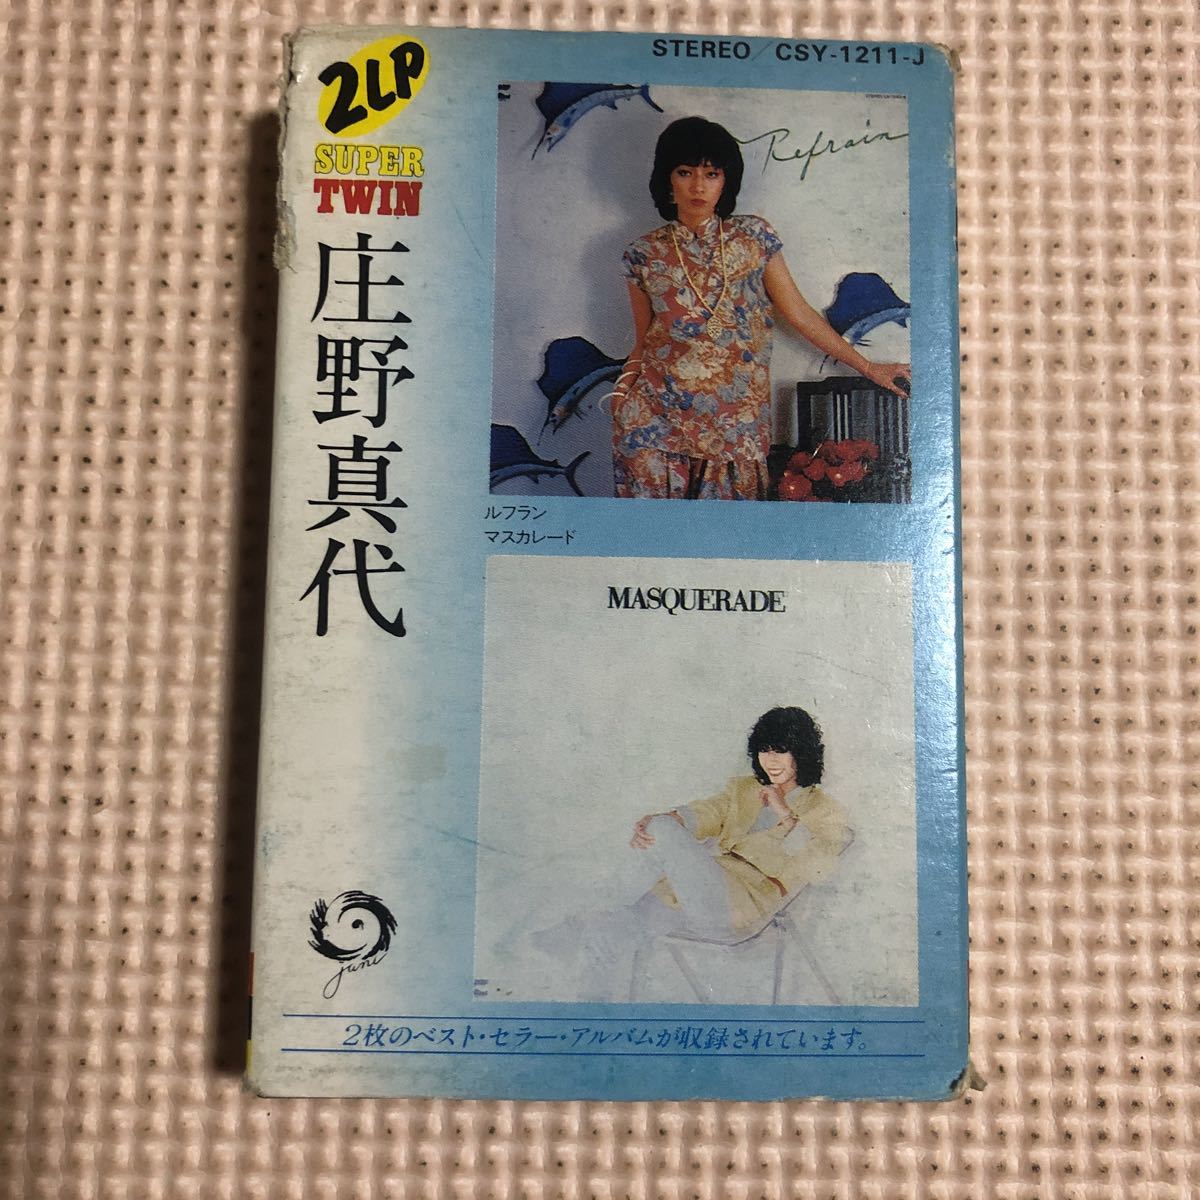 STEREO/CSY-1211-J
2LP
SUPER
TWIN
庄野真代
Refrain
ルフラン
マスカレード
MASQUERADE
juni
2枚のベスト・セラー・アルバムが収録されています。